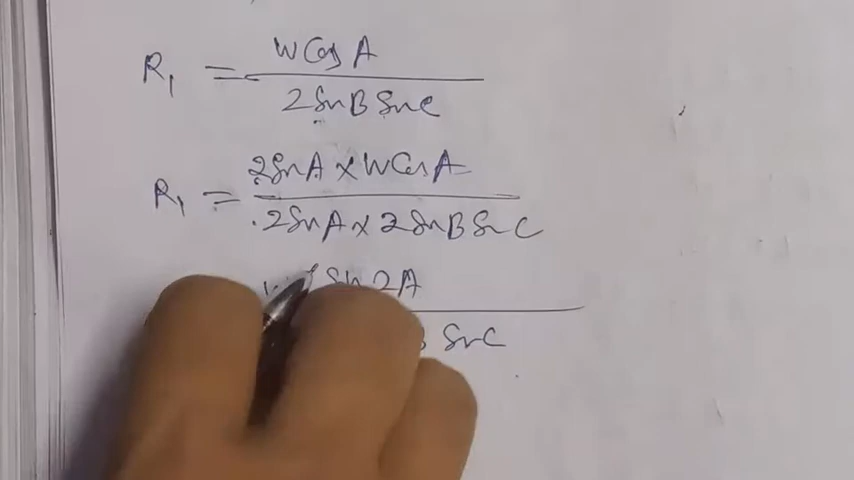 R₁ = W Cos A / 2 Sin B Sin C
R₁ = 2 Sin A × W Cos A / 2 Sin A × 2 Sin B Sin C
Sin 2A / Sin C